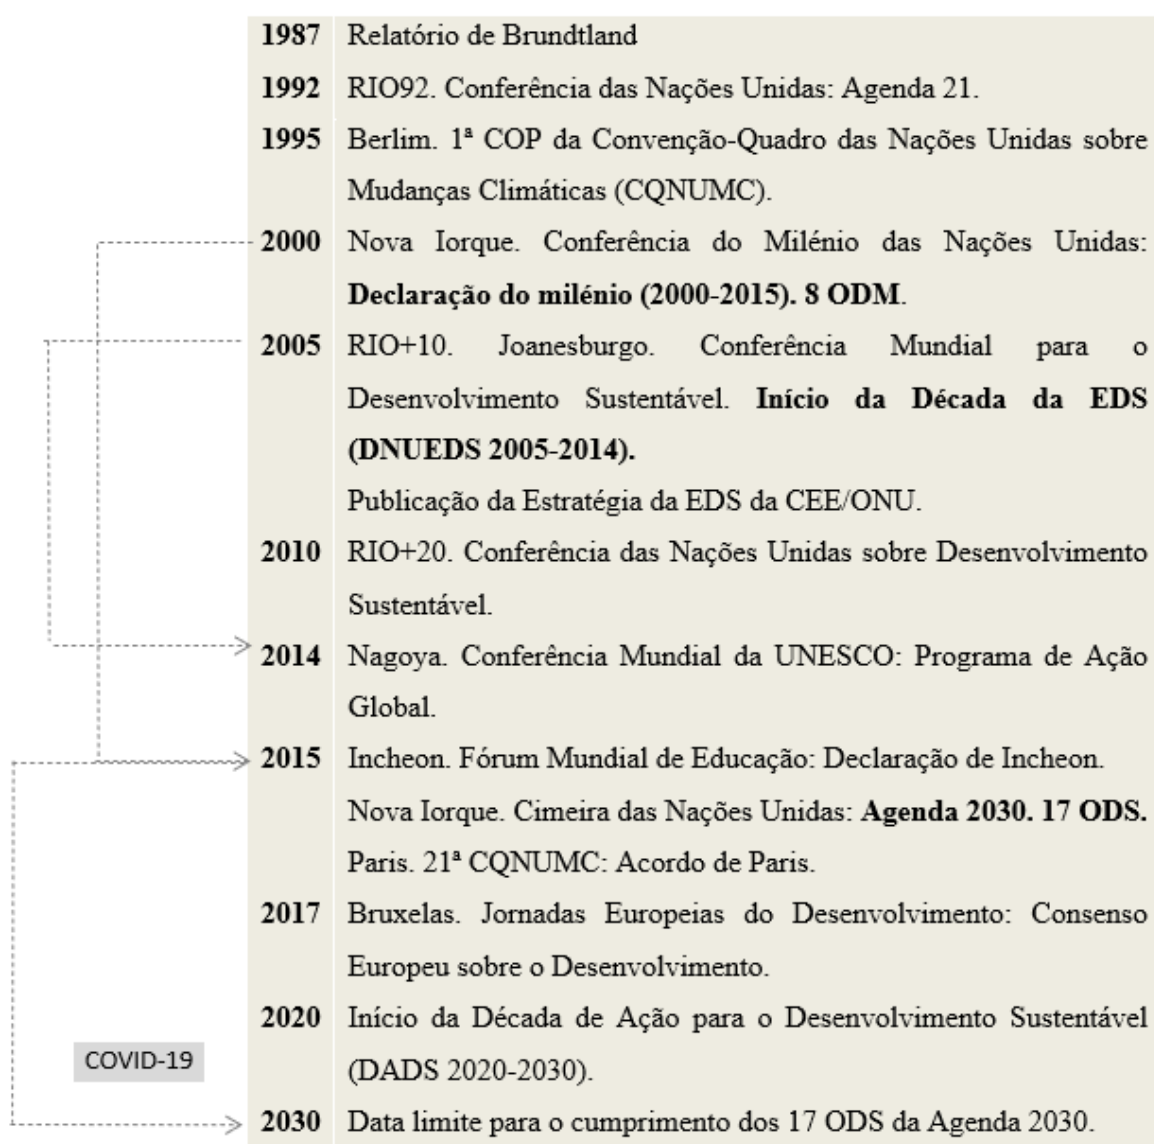 1987 Relatório de Brundtland
1992 RIO92. Conferência das Nações Unidas: Agenda 21.
1995 Berlim. 1ª COP da Convenção-Quadro das Nações Unidas sobre
Mudanças Climáticas (CQNUMC).
2000 Nova Iorque. Conferência do Milénio das Nações Unidas:
Declaração do milénio (2000-2015). 8 ODM.
2005 RIO+10. Joanesburgo. Conferência Mundial para o
Desenvolvimento Sustentável. Início da Década da EDS
(DNUEDS 2005-2014).
Publicação da Estratégia da EDS da CEE/ONU.
2010 RIO+20. Conferência das Nações Unidas sobre Desenvolvimento
Sustentável.
2014 Nagoya. Conferência Mundial da UNESCO: Programa de Ação
Global.
2015 Incheon. Fórum Mundial de Educação: Declaração de Incheon.
Nova Iorque. Cimeira das Nações Unidas: Agenda 2030. 17 ODS.
Paris. 21ª CQNUMC: Acordo de Paris.
2017 Bruxelas. Jornadas Europeias do Desenvolvimento: Consenso
Europeu sobre o Desenvolvimento.
2020 Início da Década de Ação para o Desenvolvimento Sustentável
COVID-19 (DADS 2020-2030).
2030 Data limite para o cumprimento dos 17 ODS da Agenda 2030.